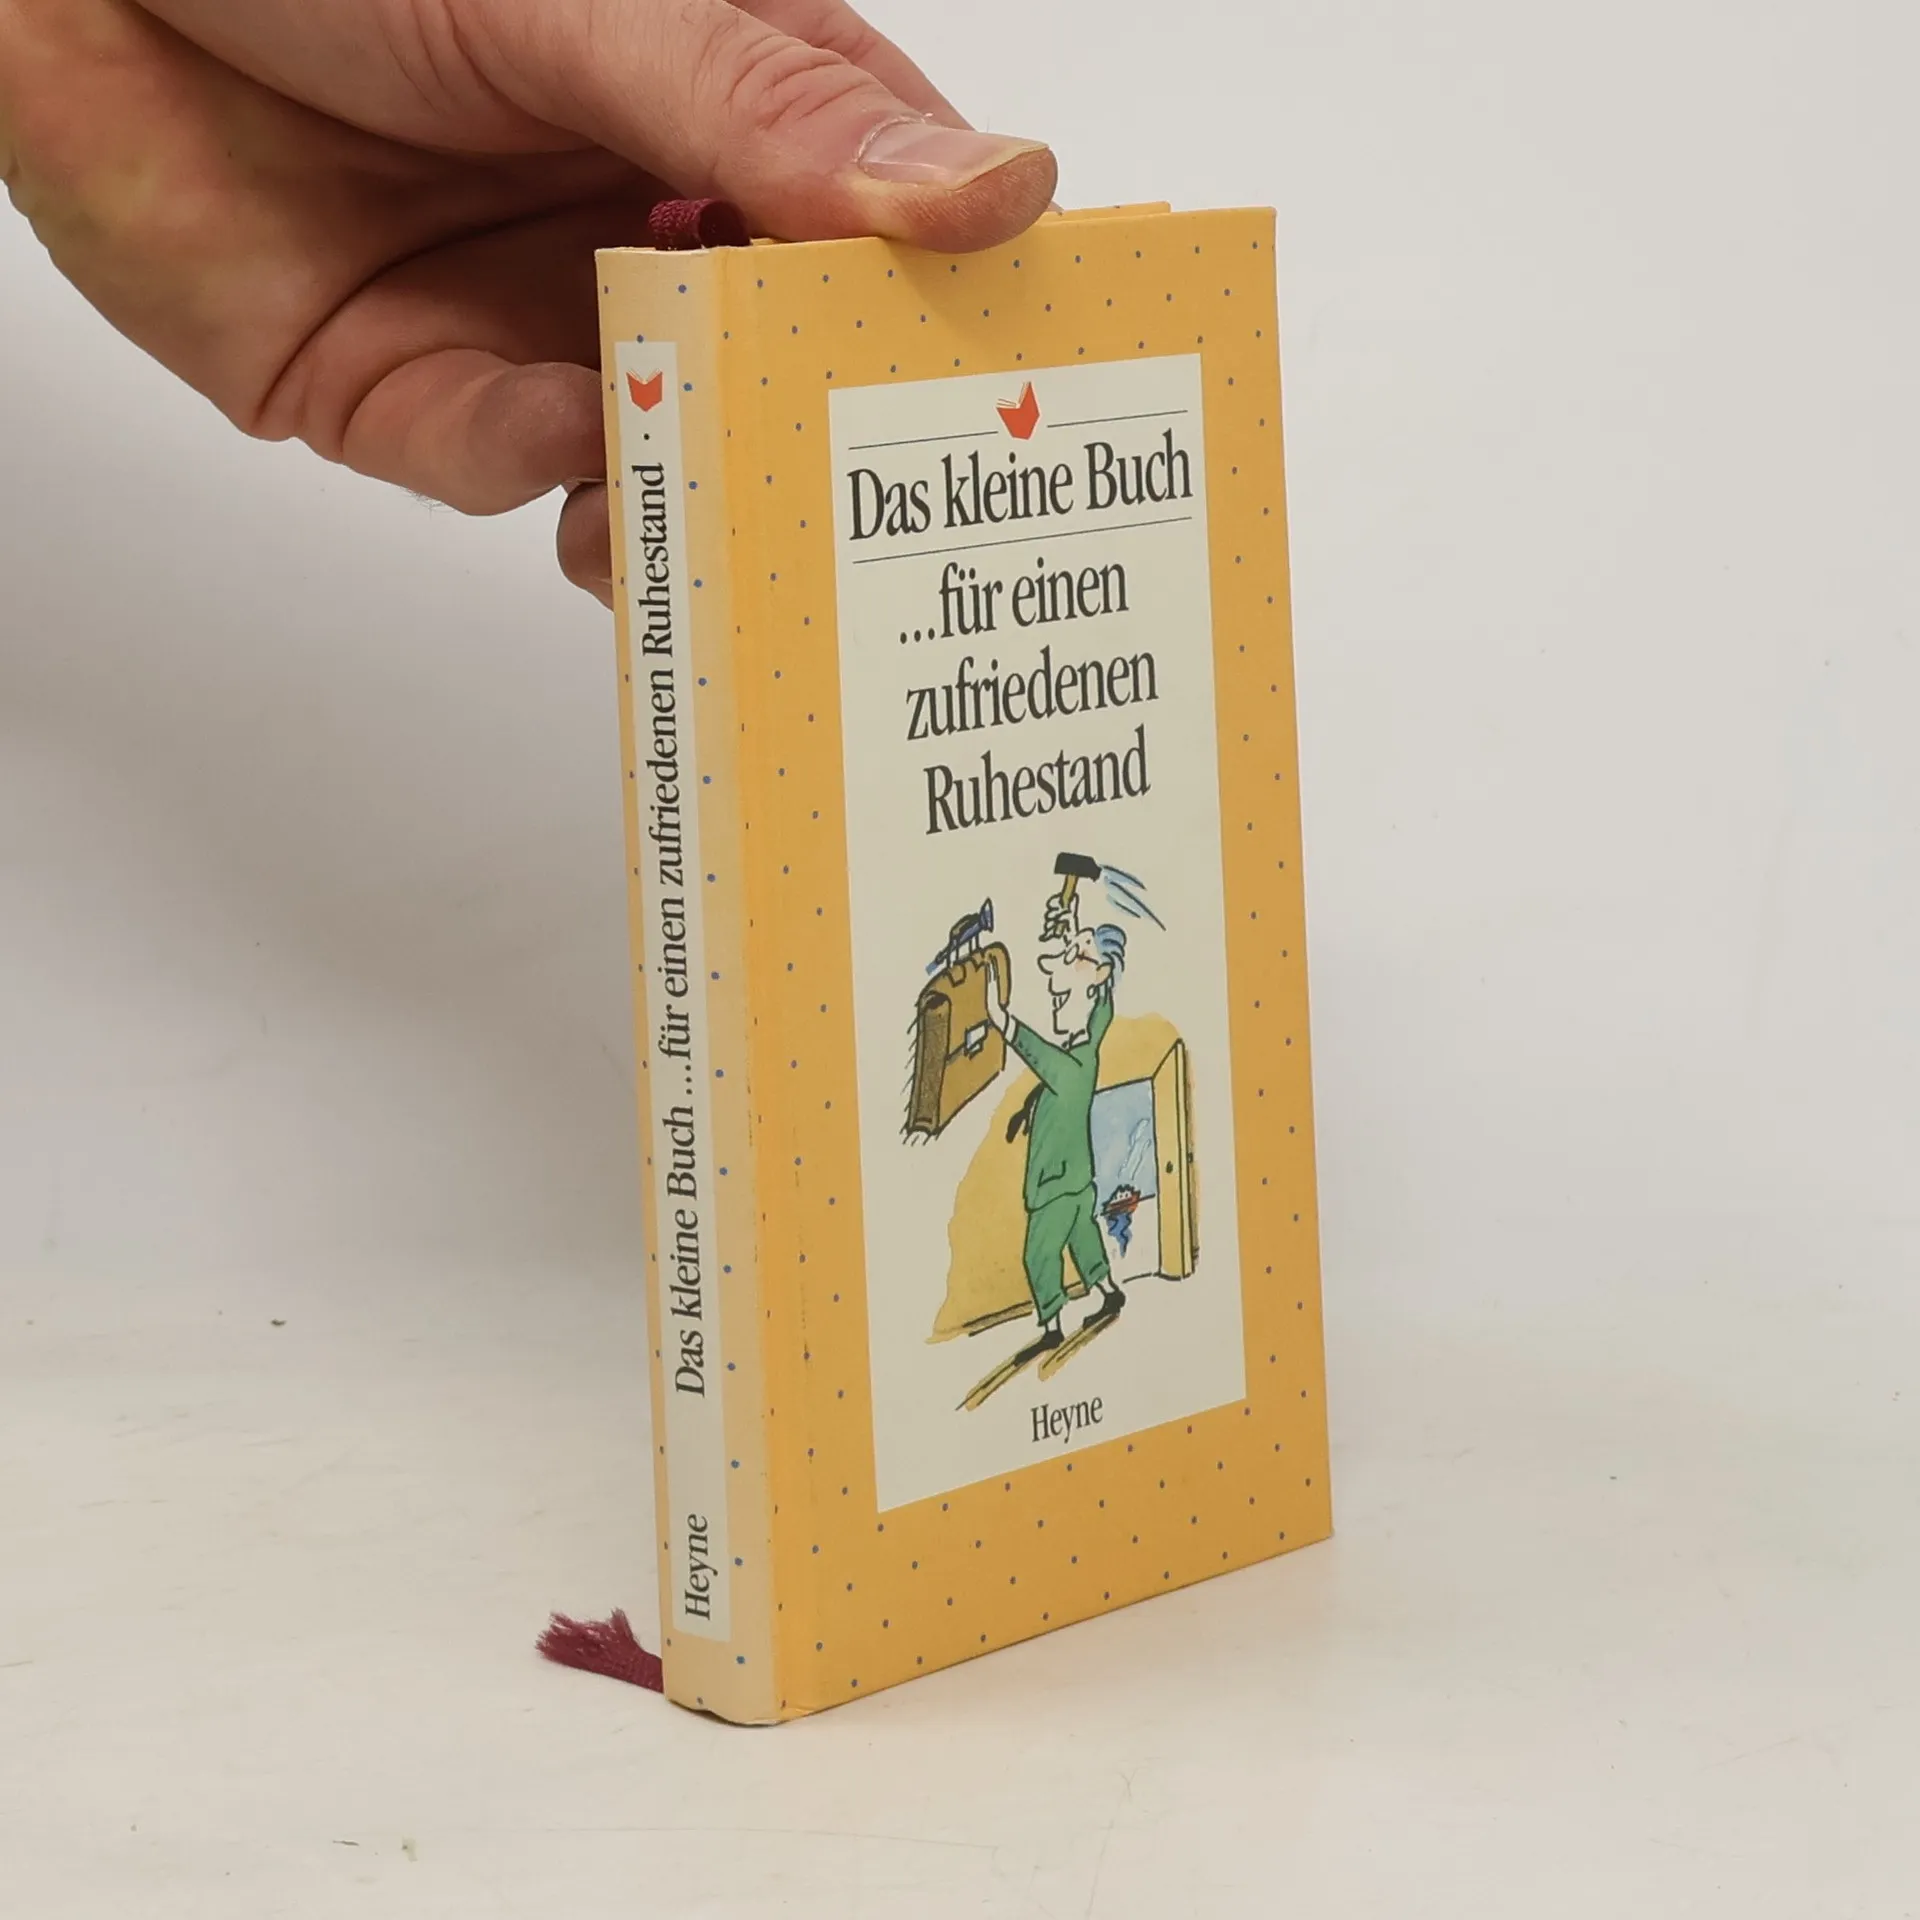 Das kleine Buch
...für einen
zufriedenen
Ruhestand
Heyne
Heyne Das kleine Buch ...für einen zufriedenen Ruhestand ·